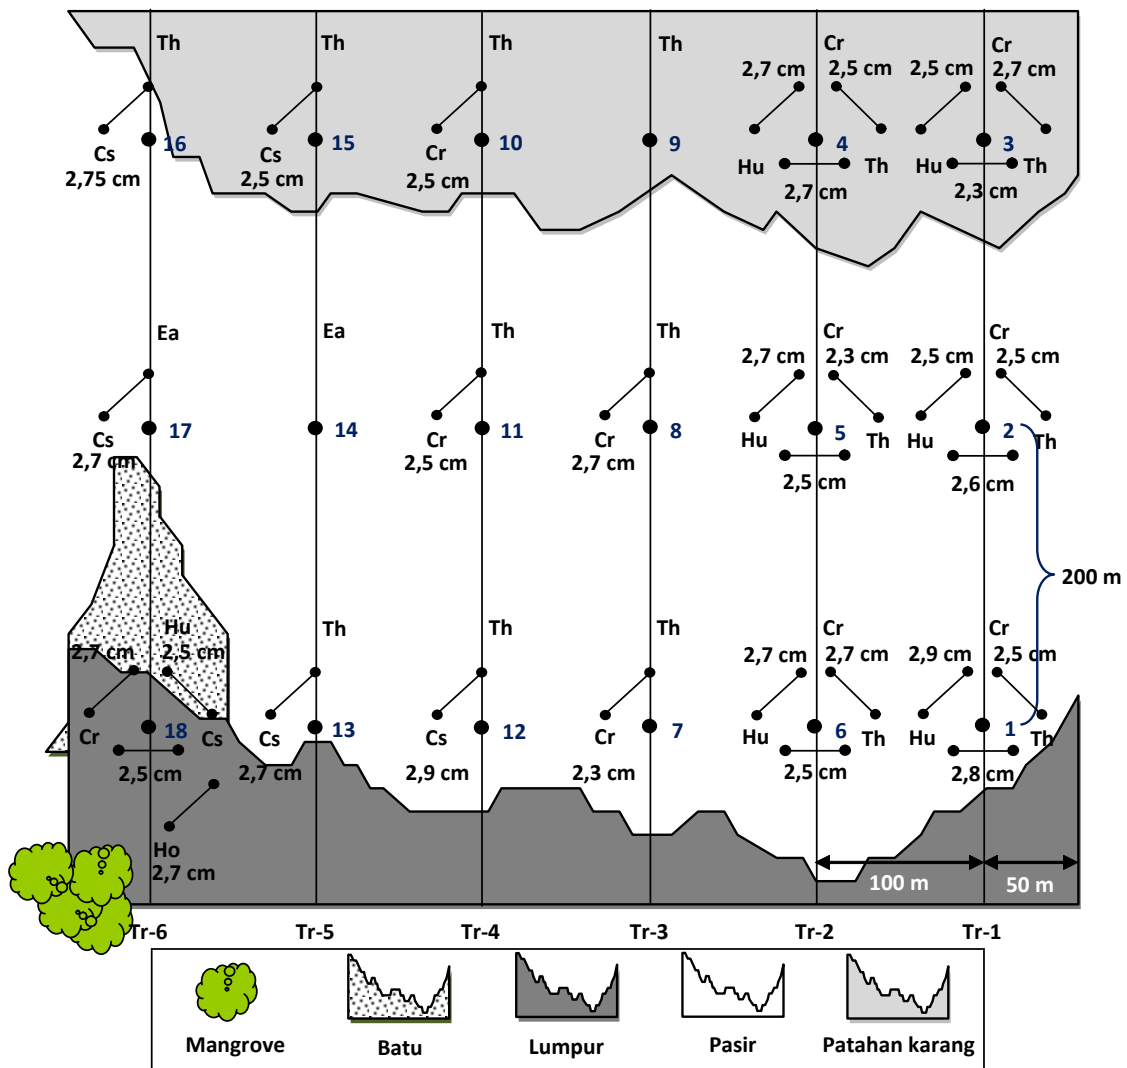 Th Th Th Th Cr Cr
2,7 cm 2,5 cm 2,5 cm 2,7 cm
16 15 10 9 4 3
Cs Cs Cr Hu Th Hu Th
2,75 cm 2,5 cm 2,5 cm 2,7 cm 2,3 cm
Ea Ea Th Th Cr Cr
2,7 cm 2,3 cm 2,5 cm 2,5 cm
17 14 11 8 5 2
Cs Cr Cr Hu Th Hu Th
2,7 cm 2,5 cm 2,7 cm 2,5 cm 2,6 cm
200 m
Hu Th Th Th Cr Cr
2,7 cm 2,5 cm 2,7 cm 2,7 cm 2,9 cm 2,5 cm
18 13 12 7 6 1
Cr Cs Cs Cs Cr Hu Th Hu Th
2,5 cm 2,7 cm 2,9 cm 2,3 cm 2,5 cm 2,8 cm
Ho
2,7 cm
100 m 50 m
Tr-6 Tr-5 Tr-4 Tr-3 Tr-2 Tr-1
Mangrove Batu Lumpur Pasir Patahan karang